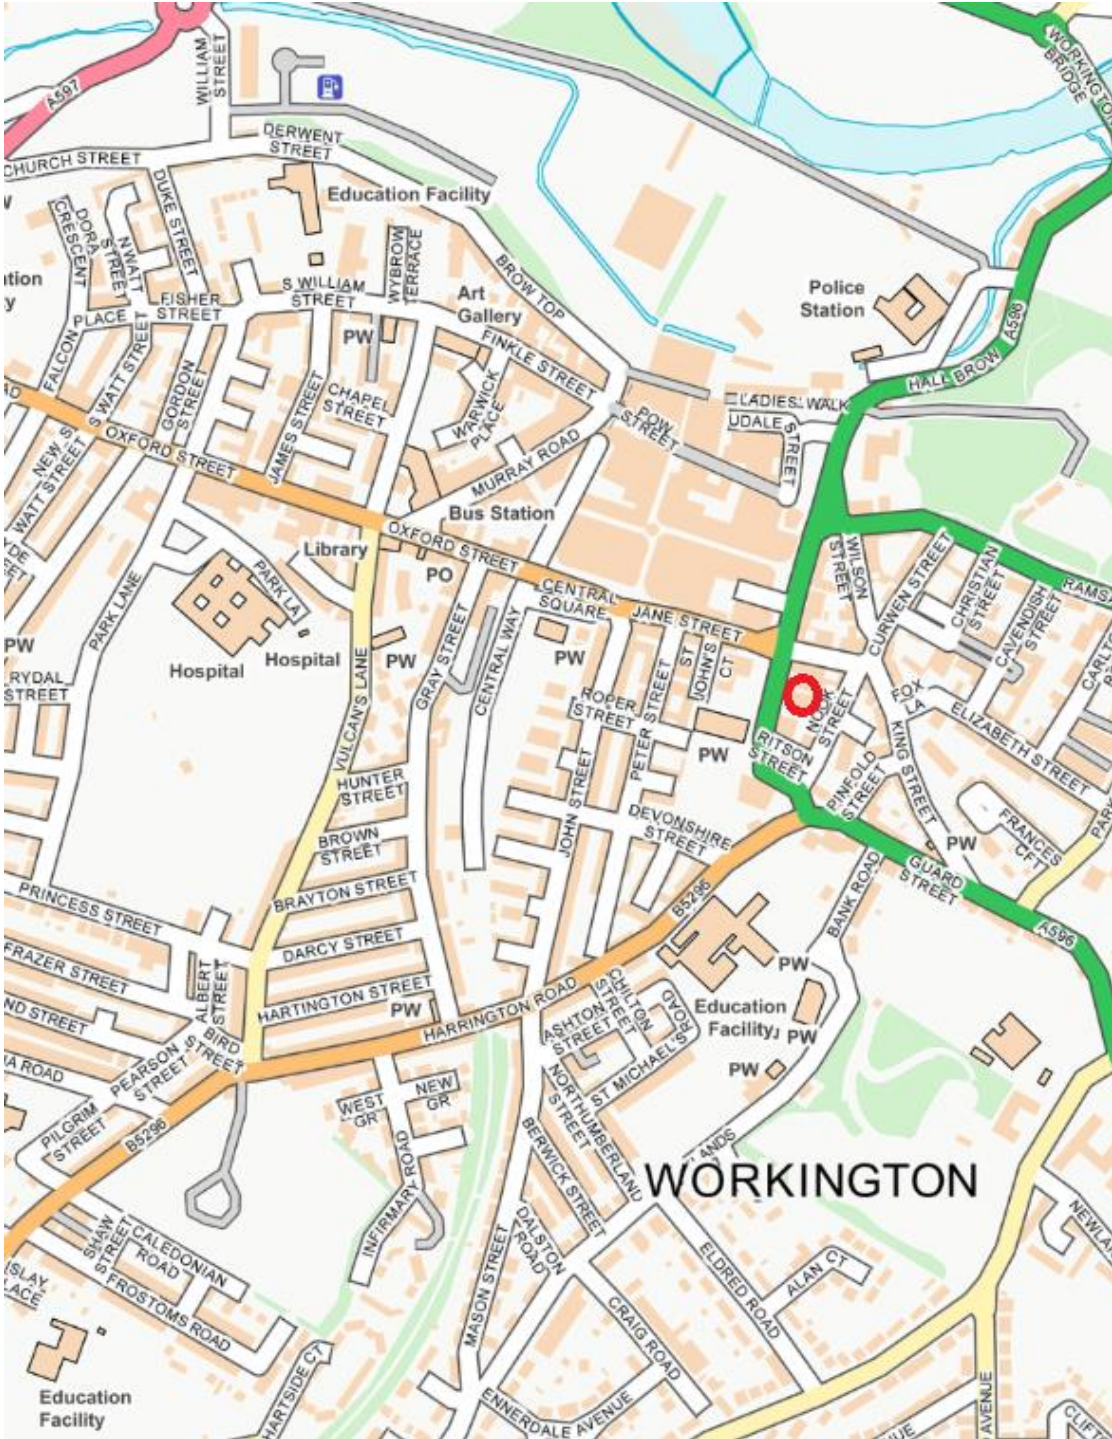 A597
WILLIAM
STREET
WORKINGTON
BRIDGE
DERWENT
STREET
CHURCH STREET
DUKE STREET
Education Facility
DORA
CRESCENT
N WATT
STREET
WYBROW
TERRACE
BROW TOP
S WILLIAM
STREET
FISHER
STREET
PLACE
FALCON
Art
Gallery
Police
Station
A596
HALL BROW
PW
FINKLE STREET
S WATT STREET
GORDON
STREET
JAMES STREET
CHAPEL
STREET
WARWICK
PLACE
POW
STREET
LADIES' WALK
UDALE
STREET
OXFORD STREET
NEW
WATT STREET
MURRAY ROAD
Bus Station
Library
OXFORD STREET
PO
CENTRAL
SQUARE
JANE STREET
WILSON
STREET
CURWEN STREET
CHRISTIAN
STREET
CAVENDISH
STREET
PARK LANE
PARK LA
Hospital
Hospital
PW
PW
PW
RYDAL
STREET
VULCAN'S LANE
GRAY STREET
CENTRAL WAY
ROPER
STREET
PETER STREET
ST
JOHN'S
CT
PW
NOOK
STREET
RITSON
STREET
FOX
LA
ELIZABETH STREET
KING STREET
PINFOLD
STREET
HUNTER
STREET
BROWN
STREET
JOHN STREET
DEVONSHIRE
STREET
FRANCES
CFT
PW
GUARD
STREET
BANK ROAD
A596
PRINCESS STREET
BRAYTON STREET
B5296
DARCY STREET
FRAZER STREET
ALBERT
STREET
HARTINGTON STREET
PW
HARRINGTON ROAD
CHILTON
STREET
ASHTON
STREET
ST MICHAEL'S ROAD
PW
Education
Facility
PW
PW
BIRD
STREET
PEARSON
STREET
PILGRIM
STREET
B5296
WEST
GR
NEW
GR
INFIRMARY ROAD
NORTHUMBERLAND
STREET
BERWICK STREET
WORKINGTON
SHAW
STREET
CALEDONIAN
ROAD
FROSTOMS ROAD
DALSTON
ROAD
MASON STREET
ELDRED ROAD
ALAN CT
CRAIG ROAD
HARTSIDE CT
ENNERDALE AVENUE
AVENUE
Education
Facility